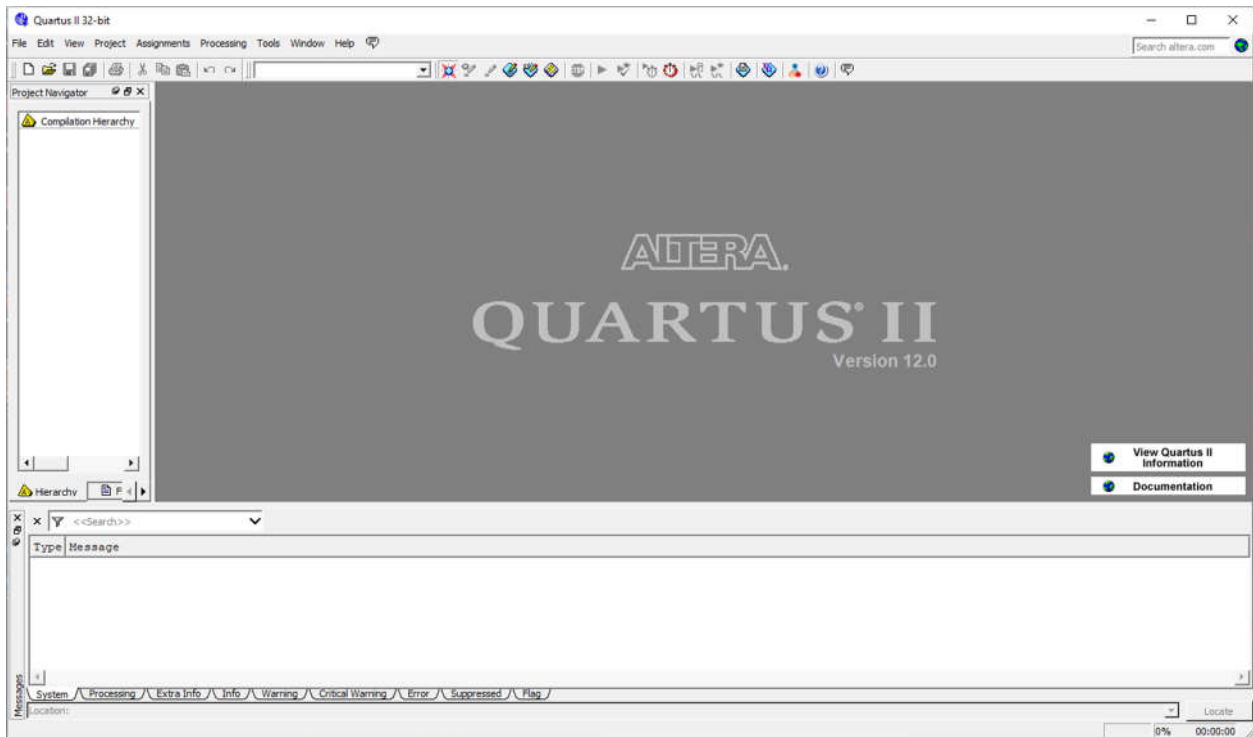 Quartus II 32-bit
File Edit View Project Assignments Processing Tools Window Help
Search altera.com
Project Navigator
Compilation Hierarchy
ALTERA.
QUARTUS® II
Version 12.0
View Quartus II
Information
Documentation
Hierarchy F
<<Search>>
Type Message
System Processing Extra Info Info Warning Critical Warning Error Suppressed Flag
Messages
Location:
Locate
0% 00:00:00